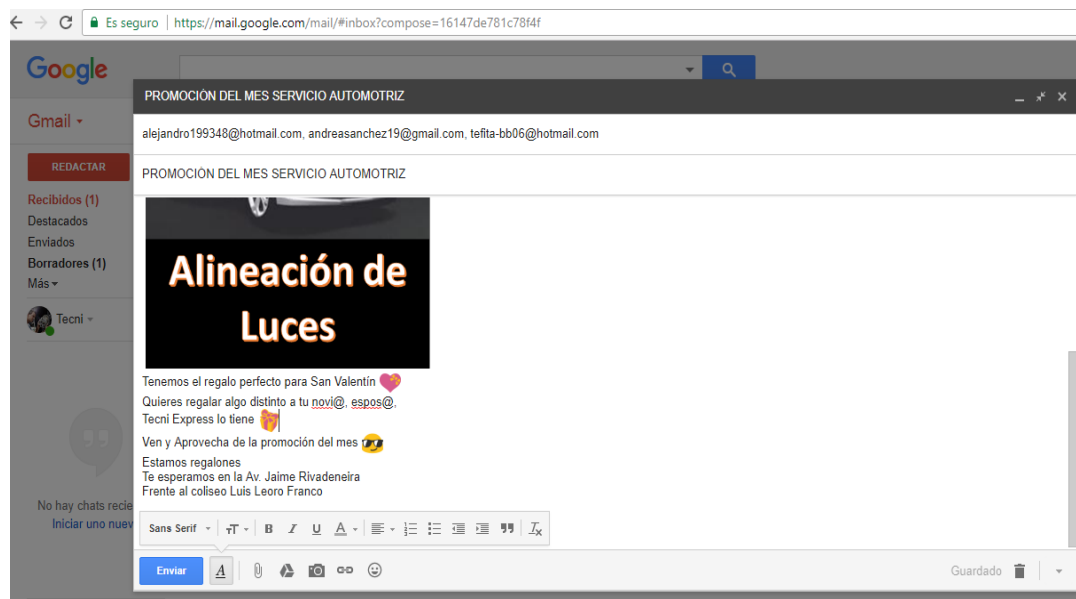 Es seguro | https://mail.google.com/mail/#inbox?compose=16147de781c78f4f
Google
Gmail
REDACTAR
Recibidos (1)
Destacados
Enviados
Borradores (1)
Más
Tecni
No hay chats recie
Iniciar uno nuev
PROMOCIÓN DEL MES SERVICIO AUTOMOTRIZ
alejandro199348@hotmail.com, andreasanchez19@gmail.com, tefita-bb06@hotmail.com
PROMOCIÓN DEL MES SERVICIO AUTOMOTRIZ
Alineación de
Luces
Tenemos el regalo perfecto para San Valentín
Quieres regalar algo distinto a tu novi@, espos@,
Tecni Express lo tiene
Ven y Aprovecha de la promoción del mes
Estamos regalones
Te esperamos en la Av. Jaime Rivadeneira
Frente al coliseo Luis Leoro Franco
Sans Serif
Enviar
Guardado